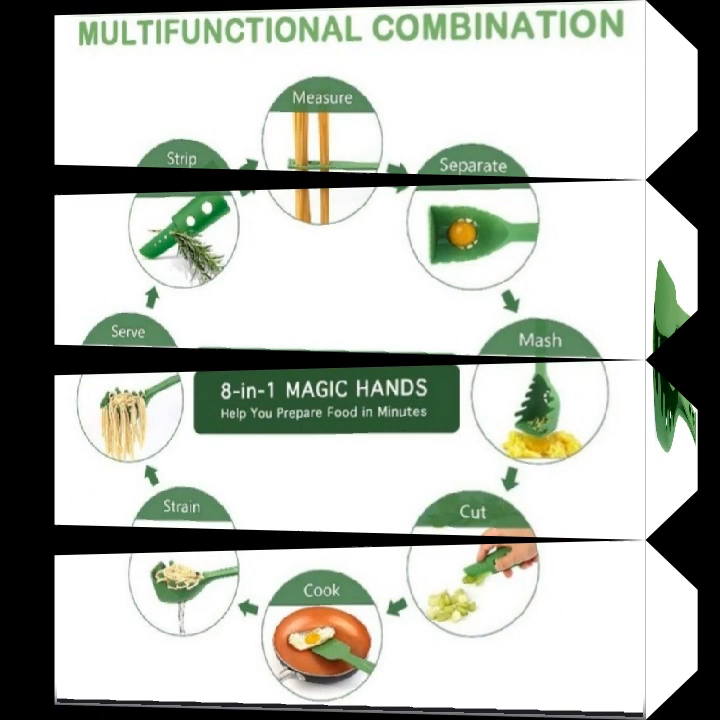 MULTIFUNCTIONAL COMBINATION
Measure
Strip
Separate
Serve
Mash
8-in-1 MAGIC HANDS
Help You Prepare Food in Minutes
Strain
Cut
Cook